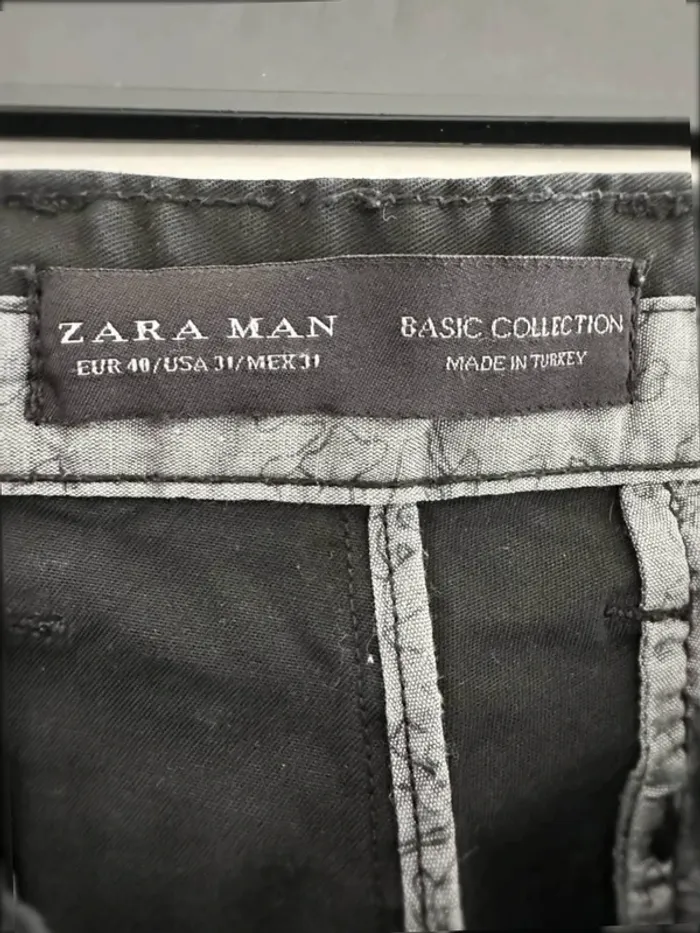 ZARA MAN
EUR 40/USA 31/MEX 31
BASIC COLLECTION
MADE IN TURKEY